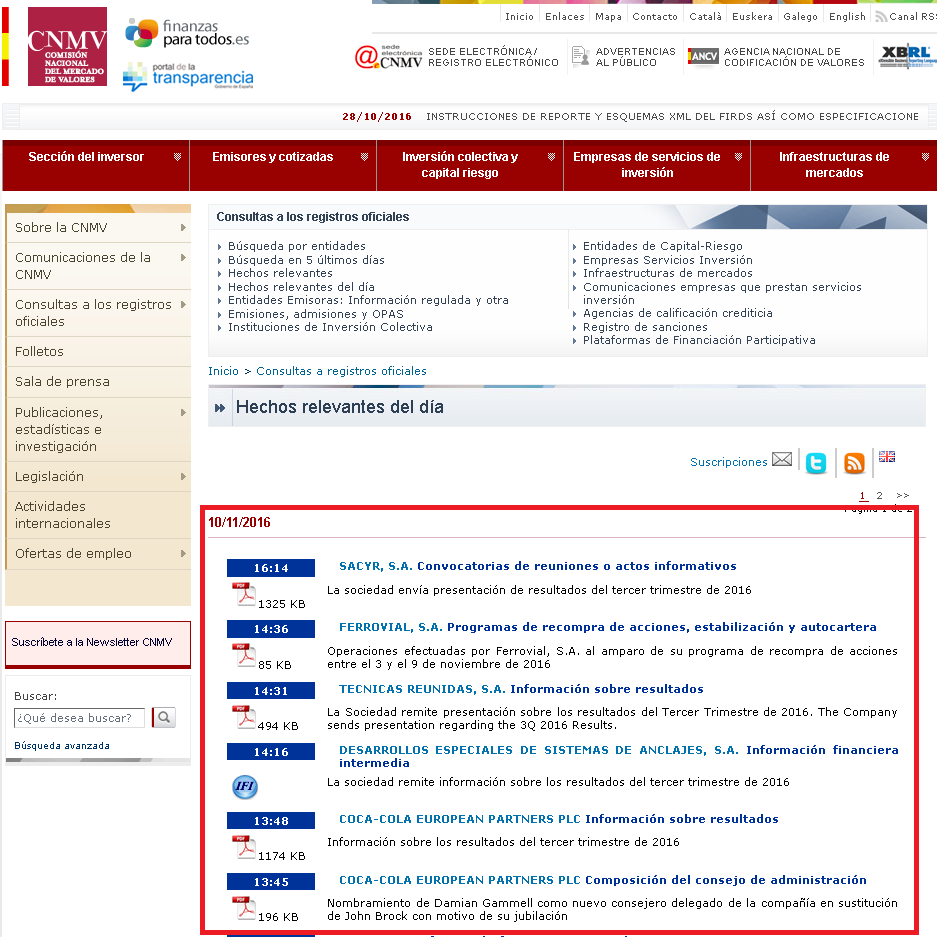 Inicio Enlaces Mapa Contacto Català Euskera Galego English Canal RSS
CNMV
COMISIÓN
NACIONAL
DEL MERCADO
DE VALORES
finanzas
paratodos.es
portal de la
transparencia
Gobierno de España
sede
electrónica
@CNMV
SEDE ELECTRÓNICA/
REGISTRO ELECTRÓNICO
ADVERTENCIAS
AL PÚBLICO
ANCV
AGENCIA NACIONAL DE
CODIFICACIÓN DE VALORES
XBRL
28/10/2016 INSTRUCCIONES DE REPORTE Y ESQUEMAS XML DEL FIRDS ASÍ COMO ESPECIFICACIONE
Sección del inversor
Emisores y cotizadas
Inversión colectiva y
capital riesgo
Empresas de servicios de
inversión
Infraestructuras de
mercados
Sobre la CNMV
Comunicaciones de la
CNMV
Consultas a los registros
oficiales
Folletos
Sala de prensa
Publicaciones,
estadísticas e
investigación
Legislación
Actividades
internacionales
Ofertas de empleo
Suscríbete a la Newsletter CNMV
Buscar:
¿Qué desea buscar?
Búsqueda avanzada
Consultas a los registros oficiales
Búsqueda por entidades
Búsqueda en 5 últimos días
Hechos relevantes
Hechos relevantes del día
Entidades Emisoras: Información regulada y otra
Emisiones, admisiones y OPAS
Instituciones de Inversión Colectiva
Entidades de Capital-Riesgo
Empresas Servicios Inversión
Infraestructuras de mercados
Comunicaciones empresas que prestan servicios
inversión
Agencias de calificación crediticia
Registro de sanciones
Plataformas de Financiación Participativa
Inicio > Consultas a registros oficiales
Hechos relevantes del día
Suscripciones
1 2 >>
Página 1 de 2
10/11/2016
16:14 SACYR, S.A. Convocatorias de reuniones o actos informativos
PDF 1325 KB La sociedad envía presentación de resultados del tercer trimestre de 2016
14:36 FERROVIAL, S.A. Programas de recompra de acciones, estabilización y autocartera
PDF 85 KB Operaciones efectuadas por Ferrovial, S.A. al amparo de su programa de recompra de acciones
entre el 3 y el 9 de noviembre de 2016
14:31 TECNICAS REUNIDAS, S.A. Información sobre resultados
PDF 494 KB La Sociedad remite presentación sobre los resultados del Tercer Trimestre de 2016. The Company
sends presentation regarding the 3Q 2016 Results.
14:16 DESARROLLOS ESPECIALES DE SISTEMAS DE ANCLAJES, S.A. Información financiera
intermedia
IFI La sociedad remite información sobre los resultados del tercer trimestre de 2016
13:48 COCA-COLA EUROPEAN PARTNERS PLC Información sobre resultados
PDF 1174 KB Información sobre los resultados del tercer trimestre de 2016
13:45 COCA-COLA EUROPEAN PARTNERS PLC Composición del consejo de administración
PDF 196 KB Nombramiento de Damian Gammell como nuevo consejero delegado de la compañía en sustitución
de John Brock con motivo de su jubilación